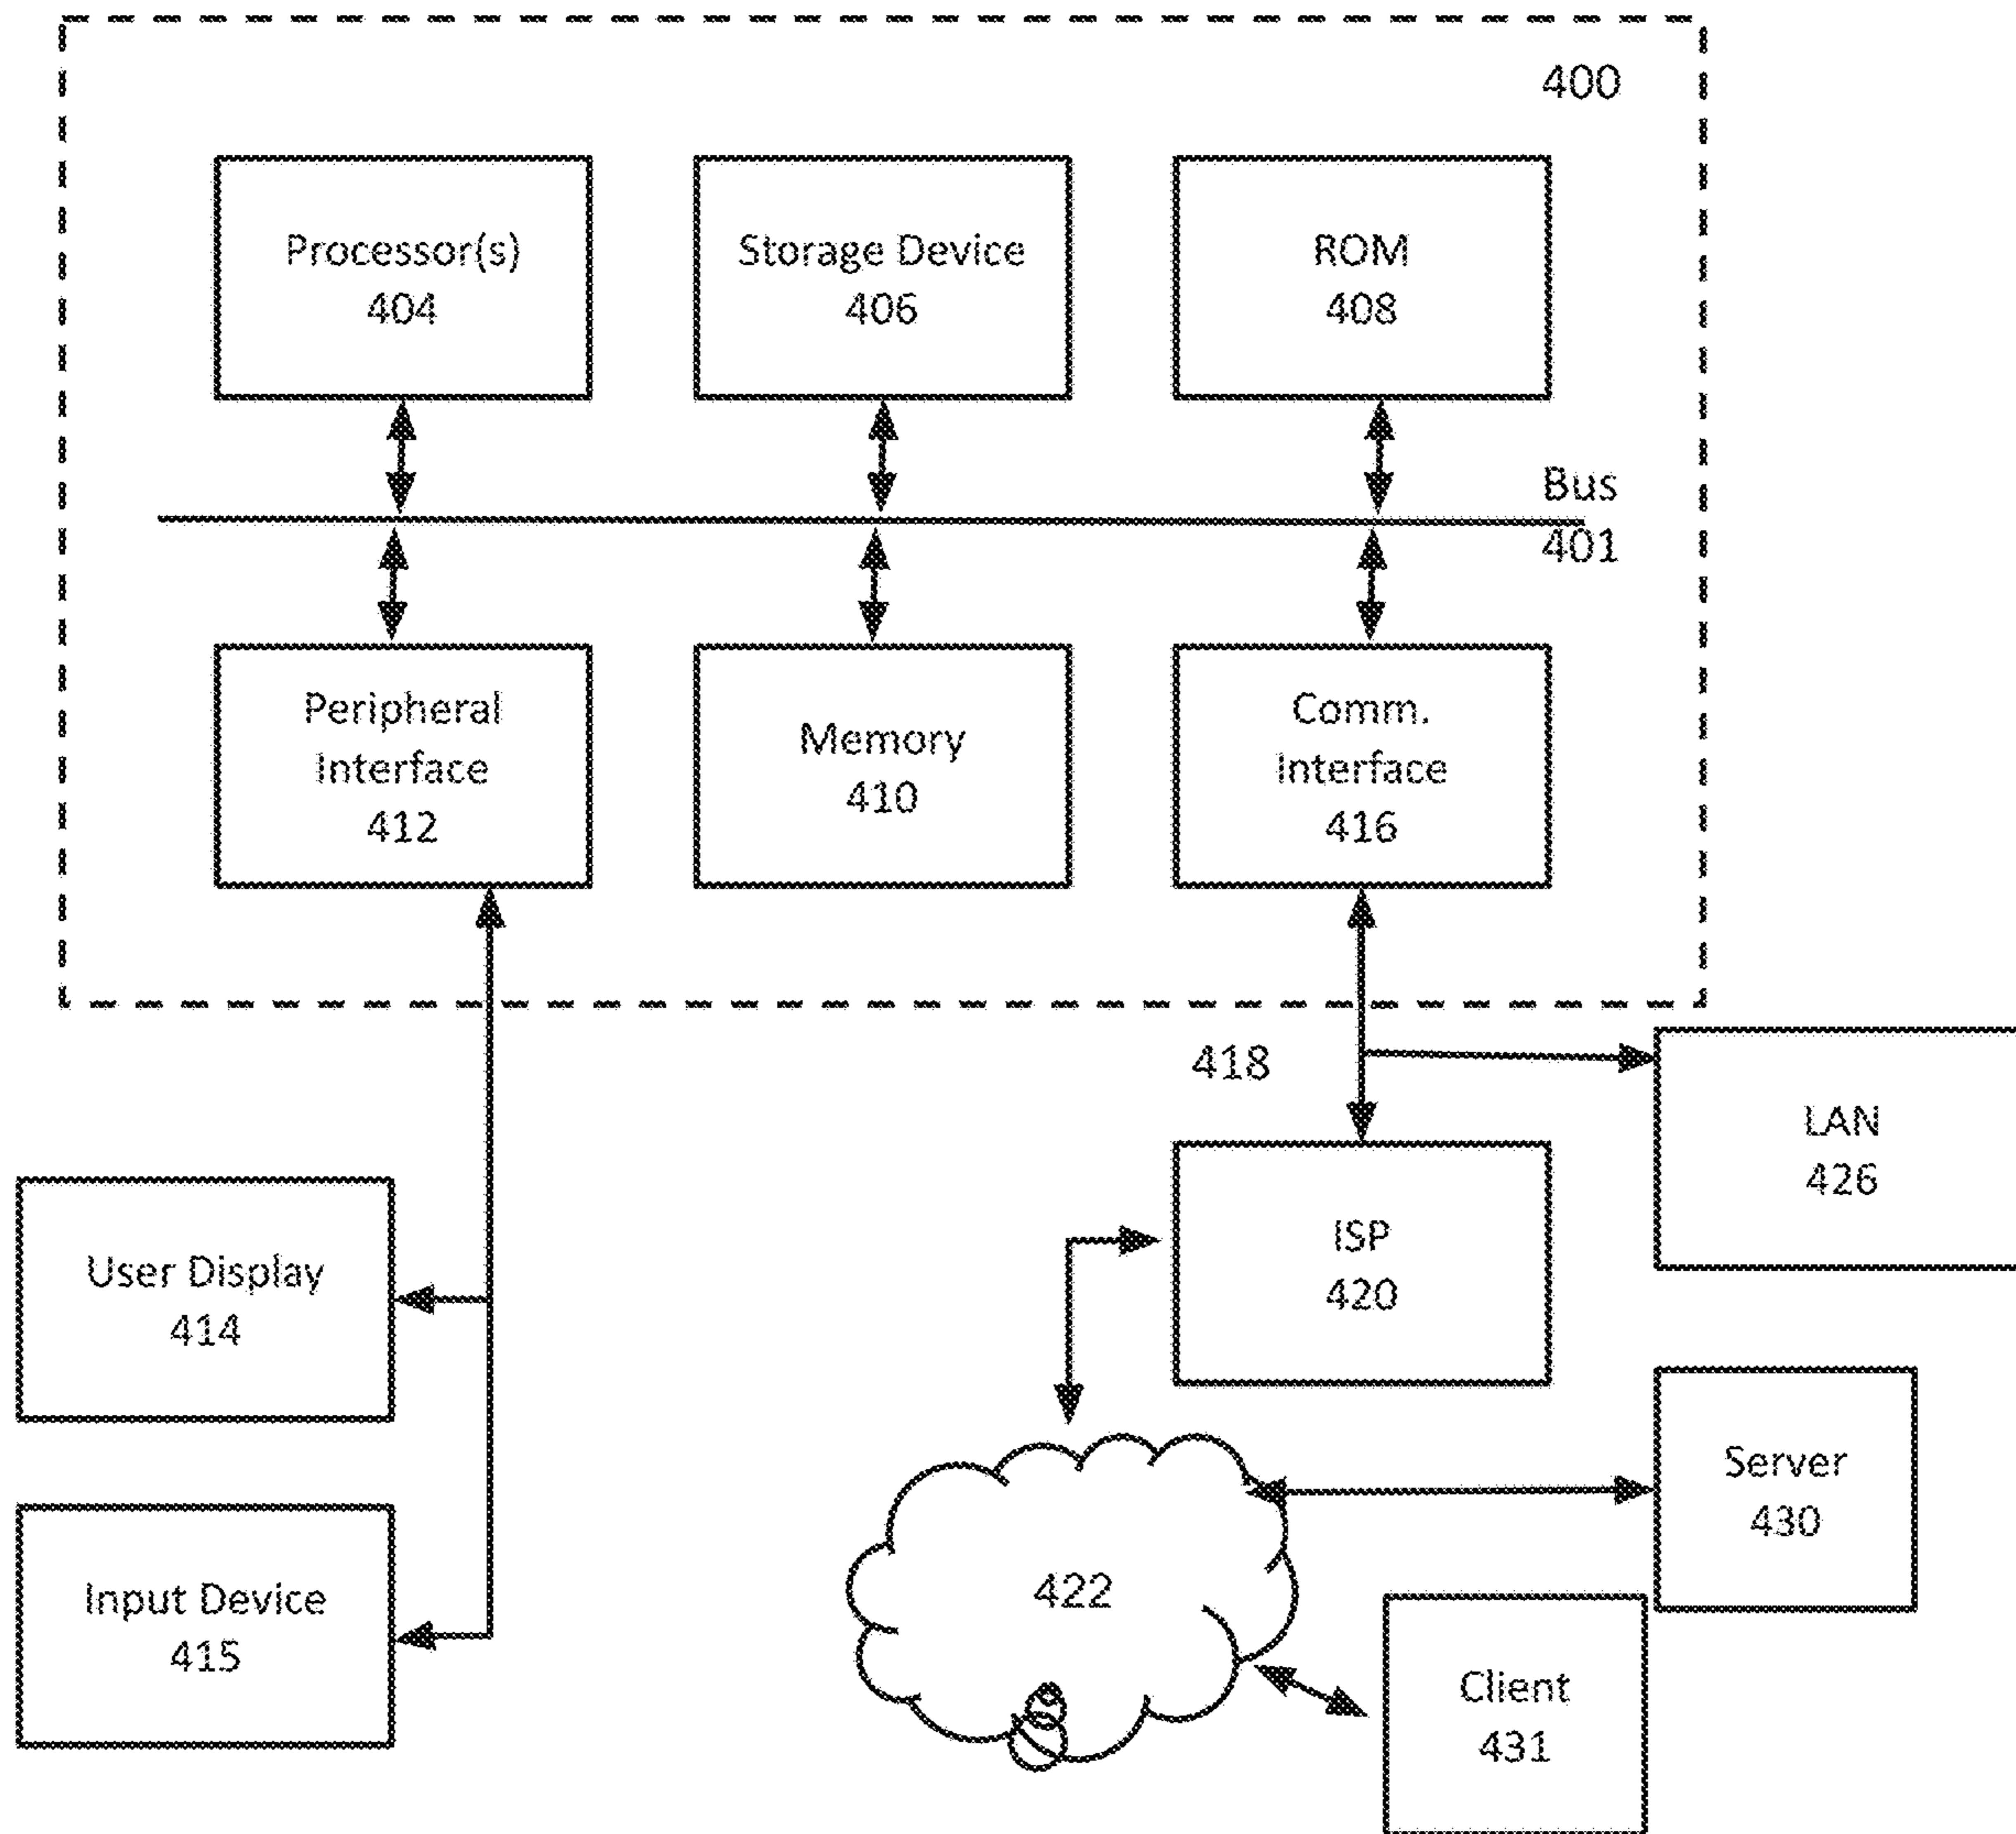 400
Processor(s)
404
Storage Device
406
ROM
408
Bus
401
Peripheral
Interface
412
Memory
410
Comm.
Interface
416
418
LAN
426
User Display
414
ISP
420
Server
430
Input Device
415
422
Client
431